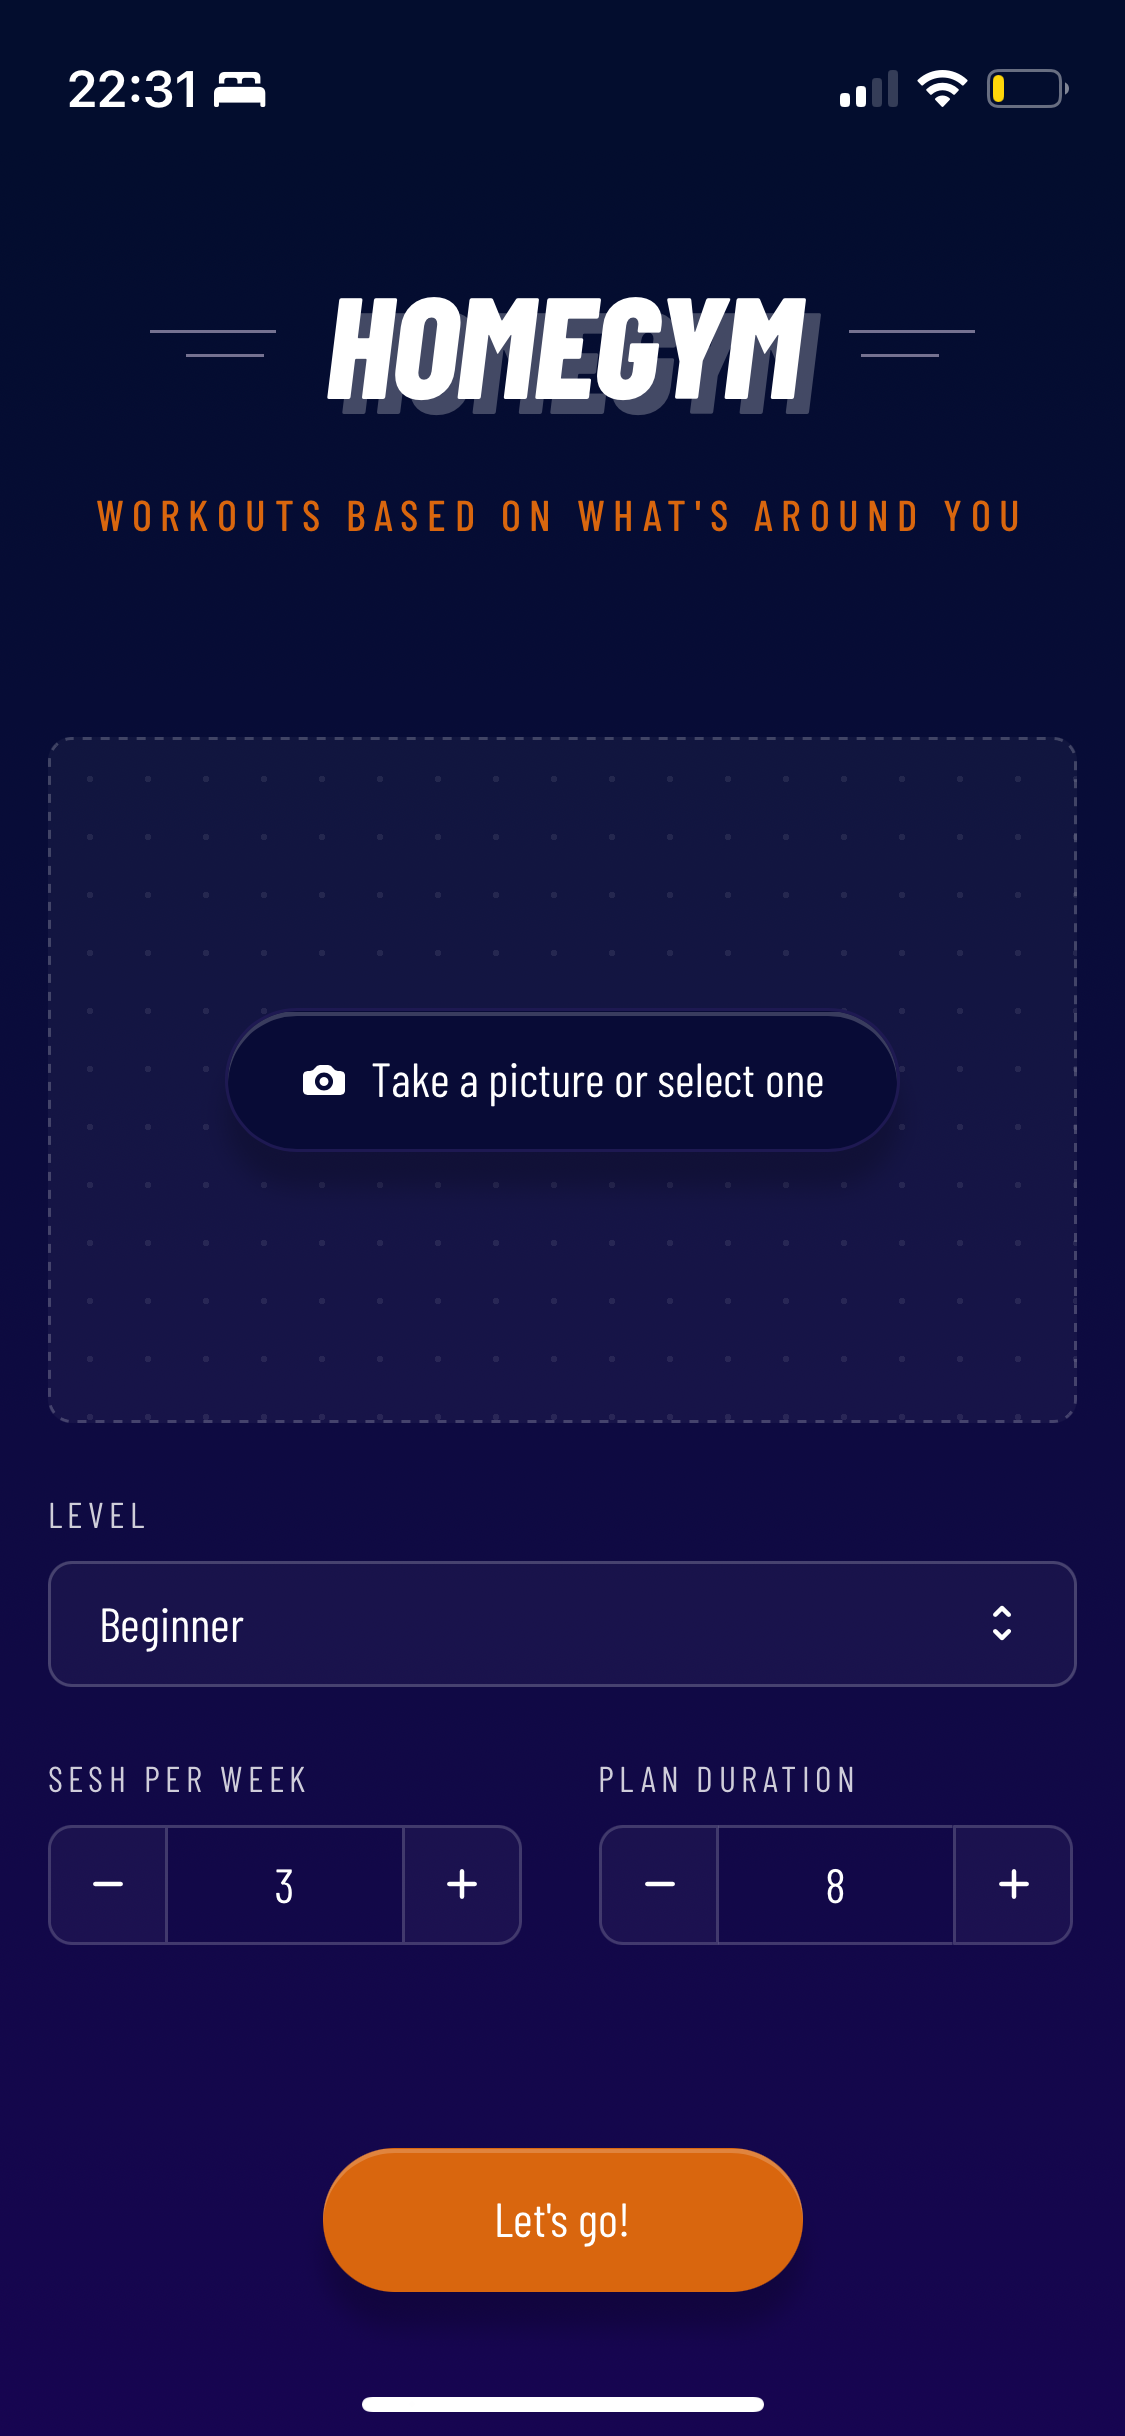 22:31
HOMEGYM
WORKOUTS BASED ON WHAT'S AROUND YOU
Take a picture or select one
LEVEL
Beginner
SESH PER WEEK
PLAN DURATION
3
8
Let's go!